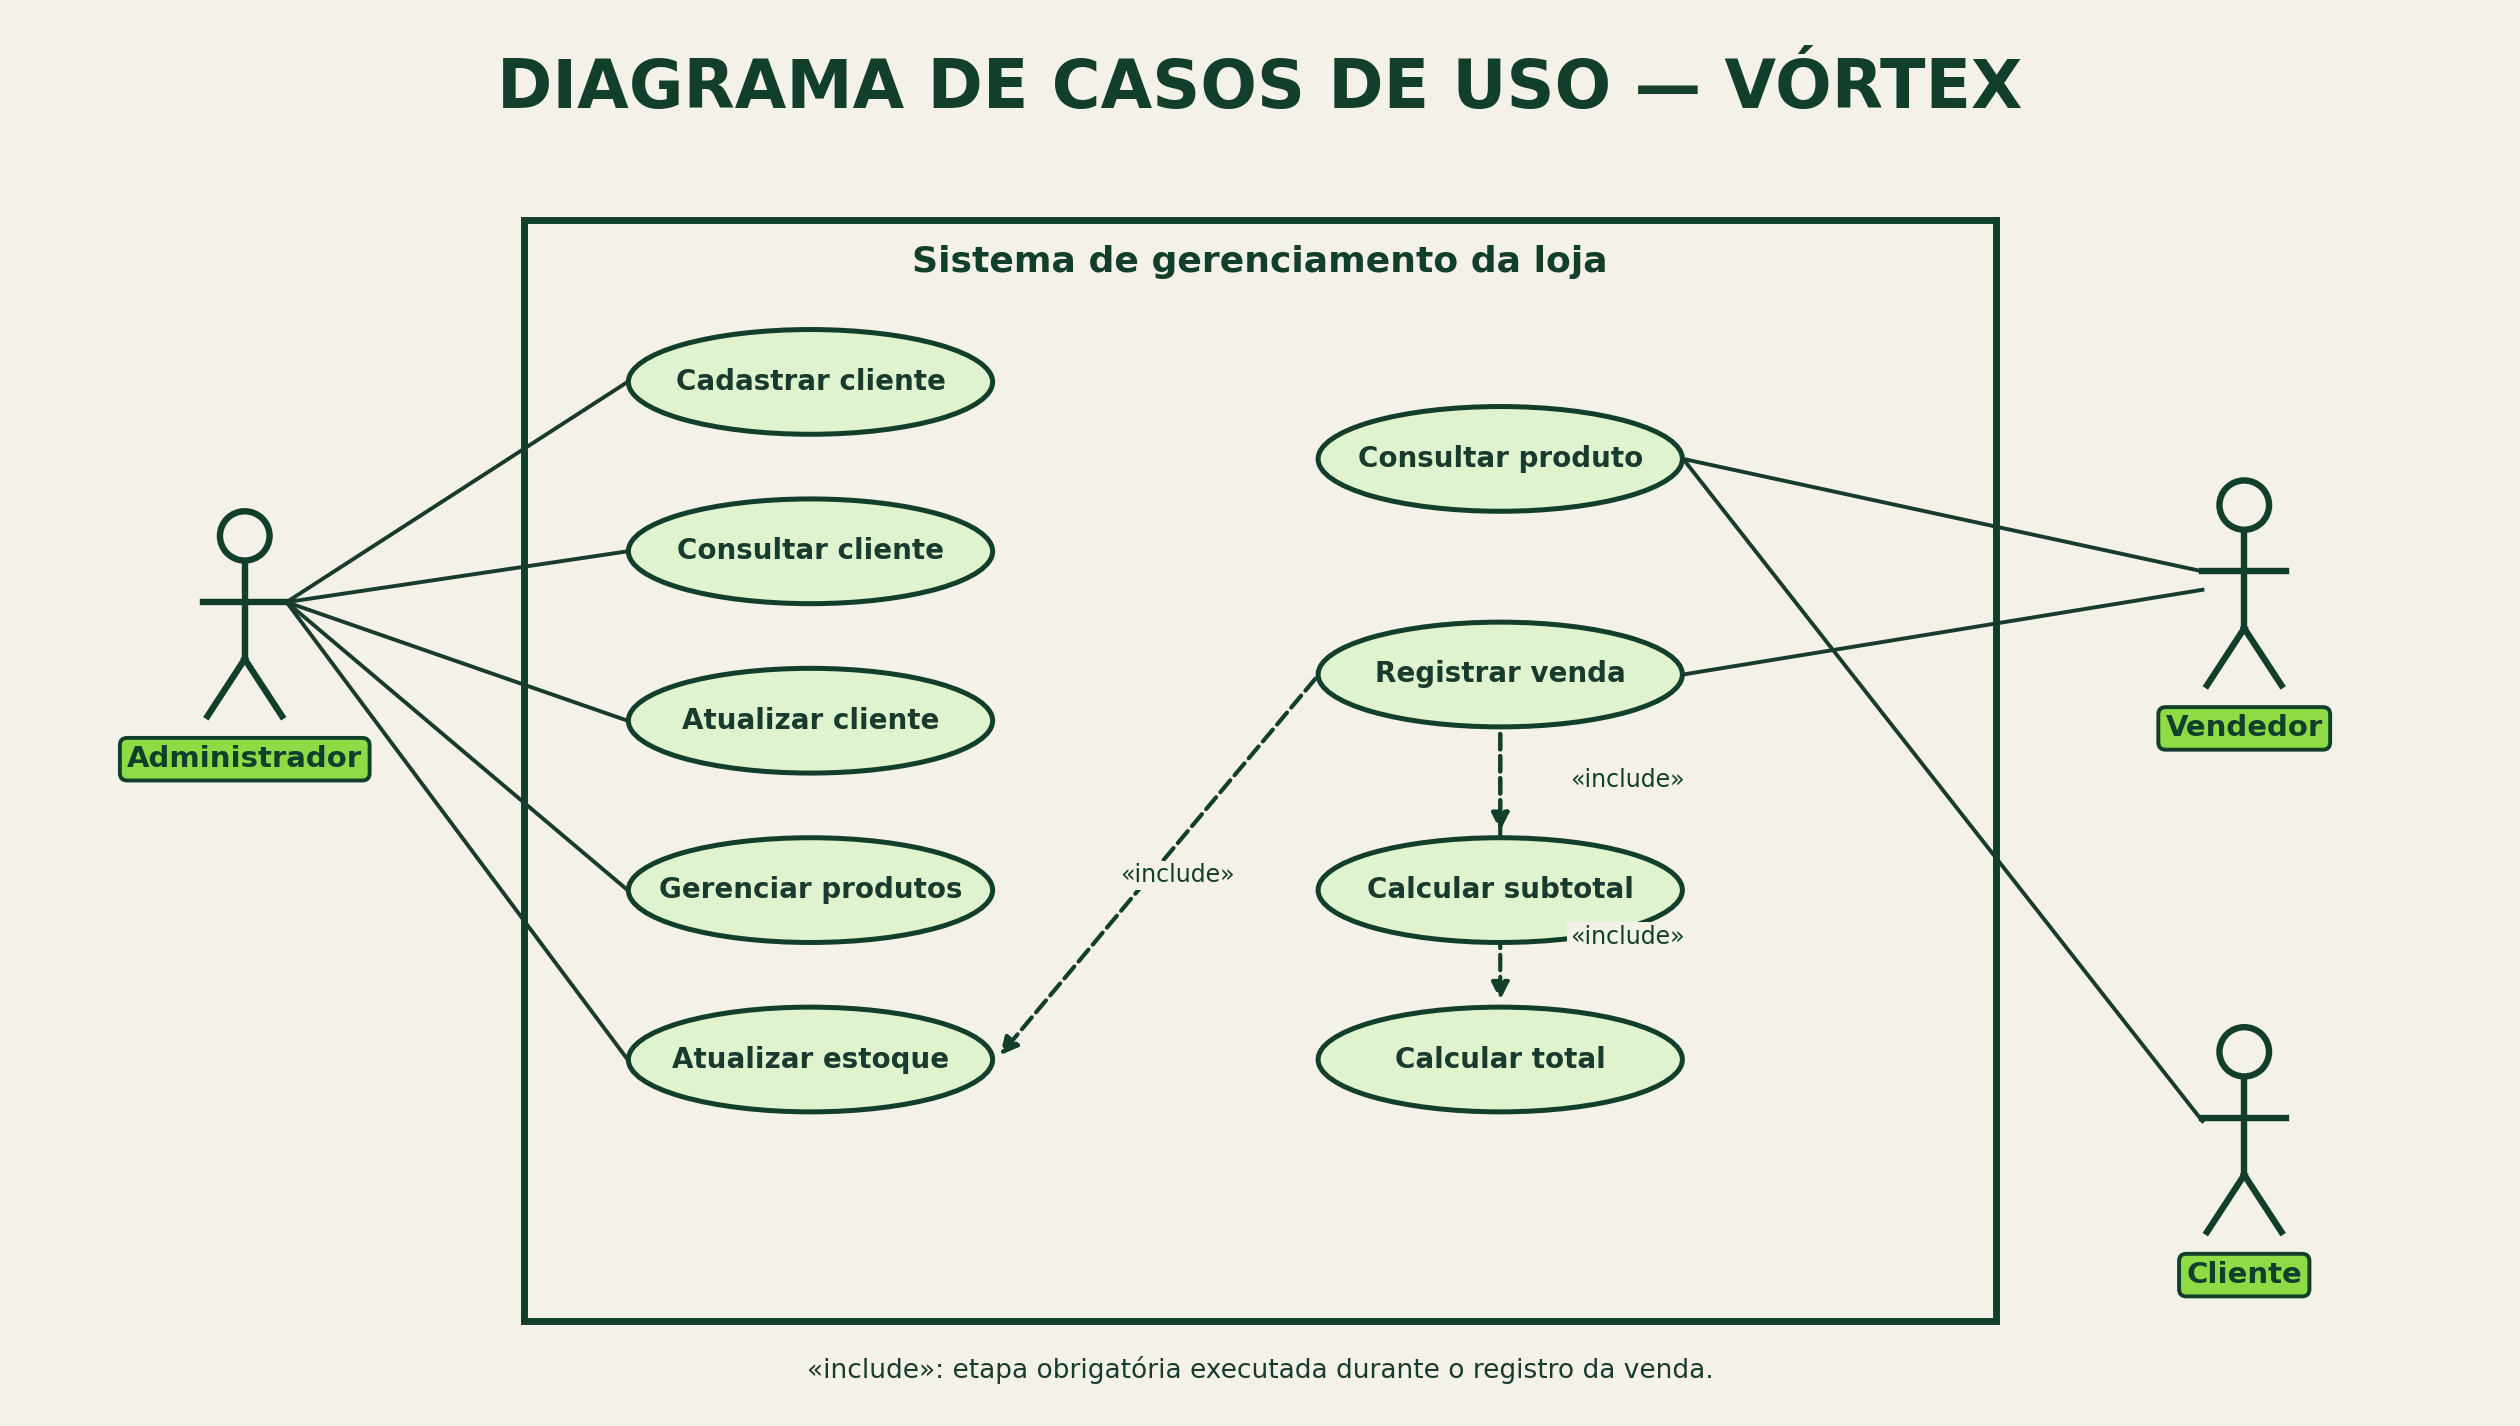 DIAGRAMA DE CASOS DE USO — VÓRTEX
Sistema de gerenciamento da loja
Cadastrar cliente
Consultar produto
Consultar cliente
Registrar venda
Atualizar cliente
Vendedor
Administrador
«include»
«include»
Gerenciar produtos
Calcular subtotal
«include»
Atualizar estoque
Calcular total
Cliente
«include»: etapa obrigatória executada durante o registro da venda.